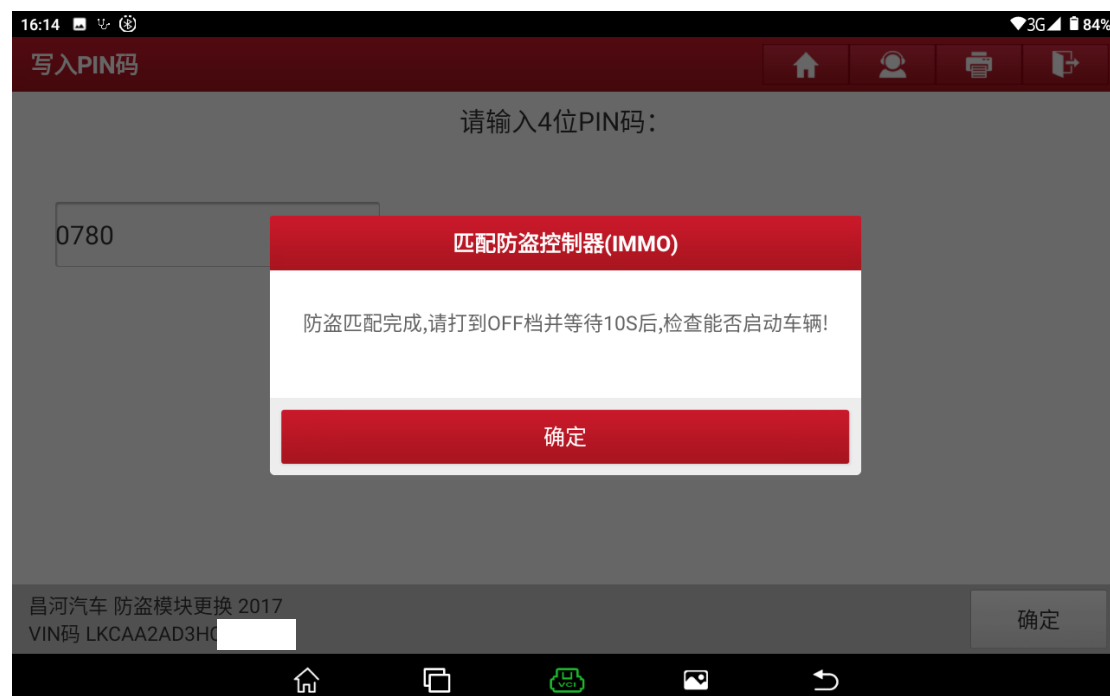 16:14
3G 84%
写入PIN码
请输入4位PIN码：
0780
匹配防盗控制器(IMMO)
防盗匹配完成,请打到OFF档并等待10S后,检查能否启动车辆!
确定
昌河汽车 防盗模块更换 2017
VIN码 LKCAA2AD3H
确定
VCI